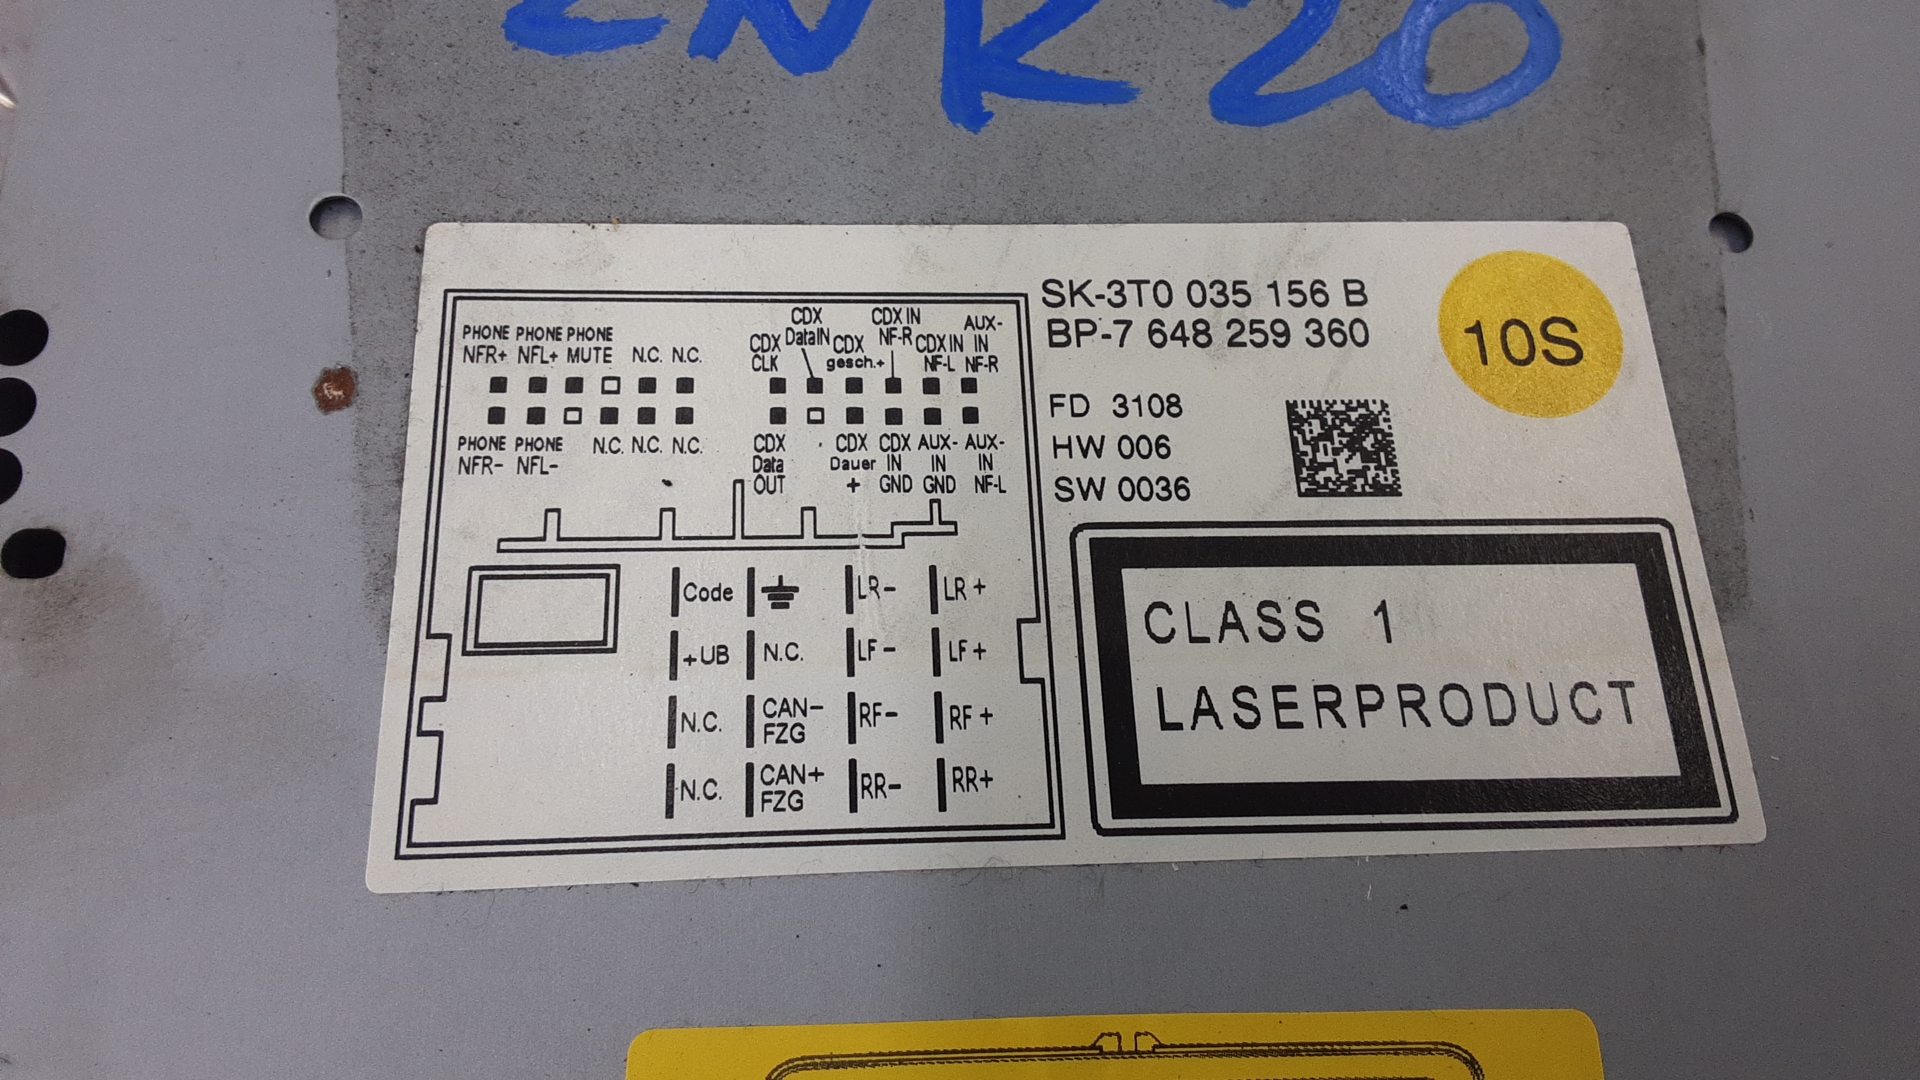 K 20
SK-3T0 035 156 B
BP-7 648 259 360
10S
FD 3108
HW 006
SW 0036
CLASS 1
LASERPRODUCT
PHONE PHONE PHONE
NFR+ NFL+ MUTE N.C. N.C.
PHONE PHONE
NFR- NFL- N.C. N.C. N.C.
CDX CLK
CDX DataIN
CDX gesch.+
CDX IN NF-R
CDX IN NF-L
AUX-IN NF-R
CDX Data OUT
CDX Dauer +
CDX IN GND
AUX-IN GND
AUX-IN NF-L
Code LR- LR+
+UB N.C. LF- LF+
N.C. CAN- FZG RF- RF+
N.C. CAN+ FZG RR- RR+